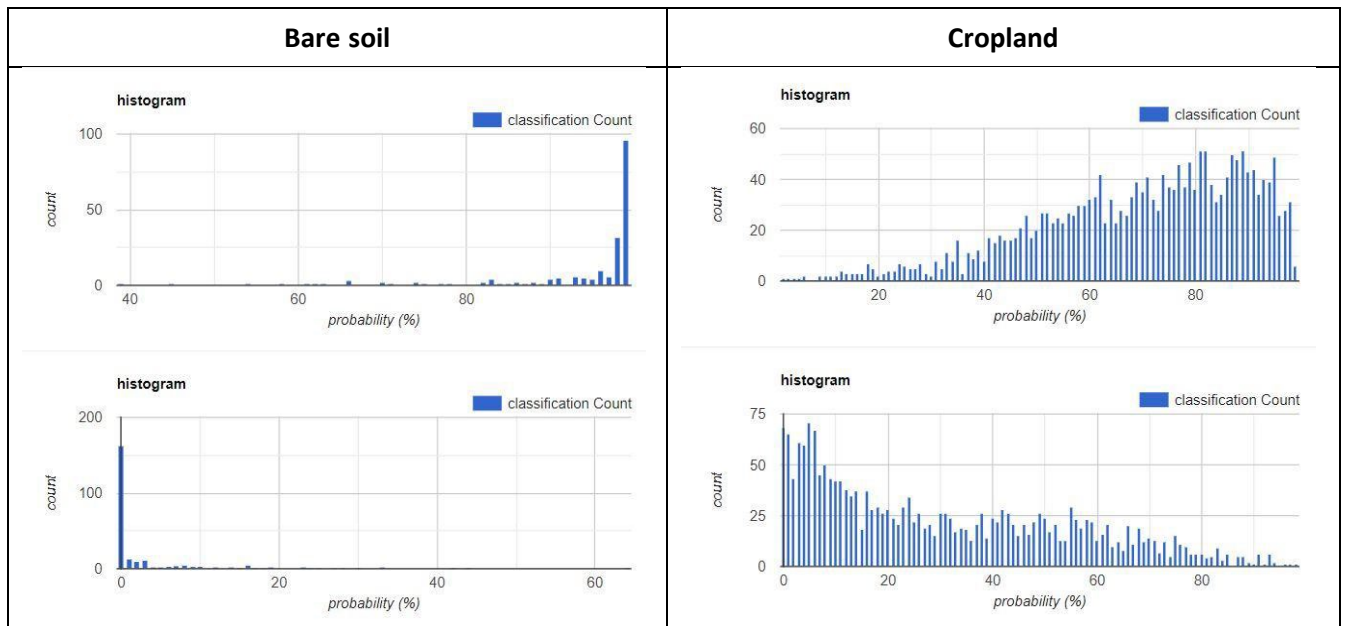 Bare soil
Cropland
histogram
classification Count
100
50
0
count
40
60
80
probability (%)
histogram
classification Count
60
40
20
0
count
20
40
60
80
probability (%)
histogram
classification Count
200
100
0
count
0
20
40
60
probability (%)
histogram
classification Count
75
50
25
0
count
0
20
40
60
80
probability (%)